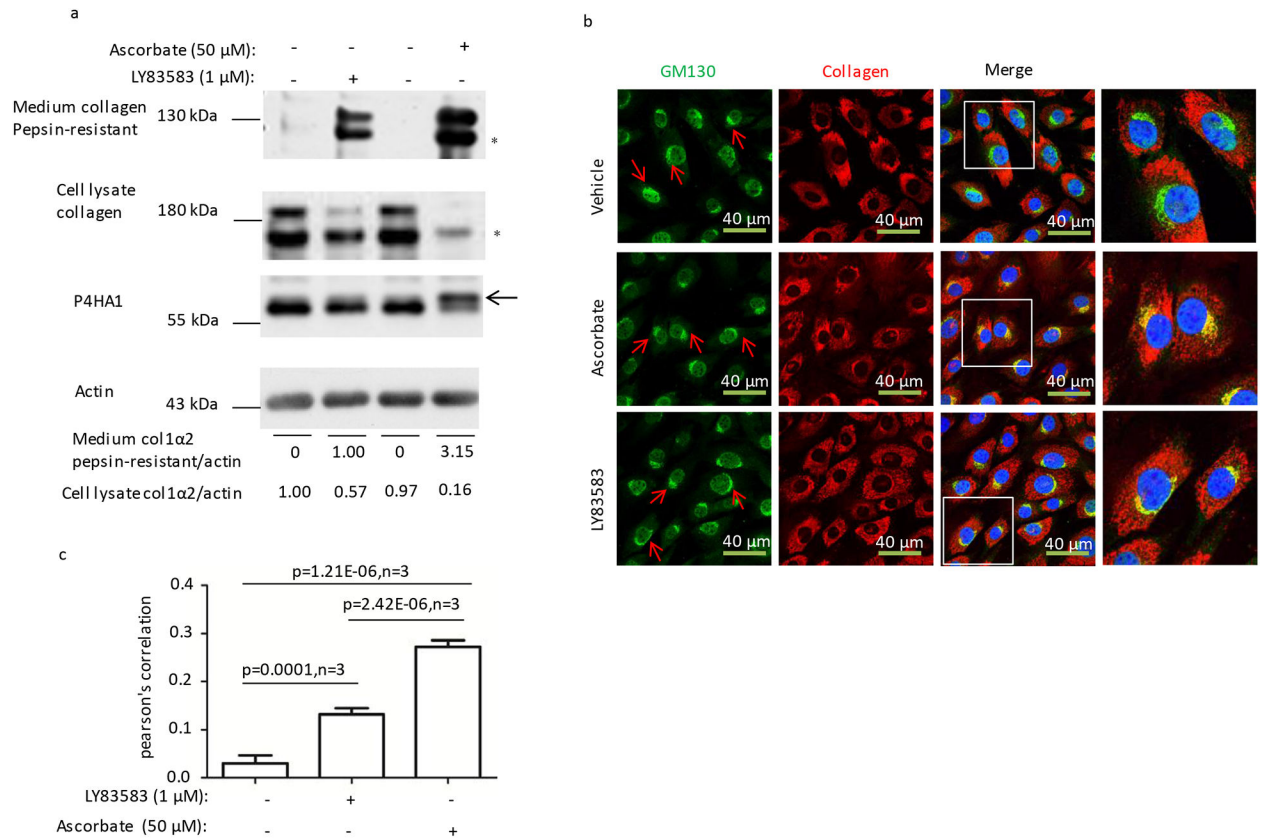 a
Ascorbate (50 µM): - - - +
LY83583 (1 µM): - + - -
Medium collagen
Pepsin-resistant
130 kDa
*
Cell lysate
collagen
180 kDa
*
P4HA1
55 kDa
Actin
43 kDa
Medium col1α2
pepsin-resistant/actin 0 1.00 0 3.15
Cell lysate col1α2/actin 1.00 0.57 0.97 0.16
b
GM130 Collagen Merge
Vehicle
40 µm 40 µm 40 µm
Ascorbate
40 µm 40 µm 40 µm
LY83583
40 µm 40 µm 40 µm
c
p=1.21E-06,n=3
p=2.42E-06,n=3
p=0.0001,n=3
pearson's correlation
0.4
0.3
0.2
0.1
0.0
LY83583 (1 µM): - + -
Ascorbate (50 µM): - - +